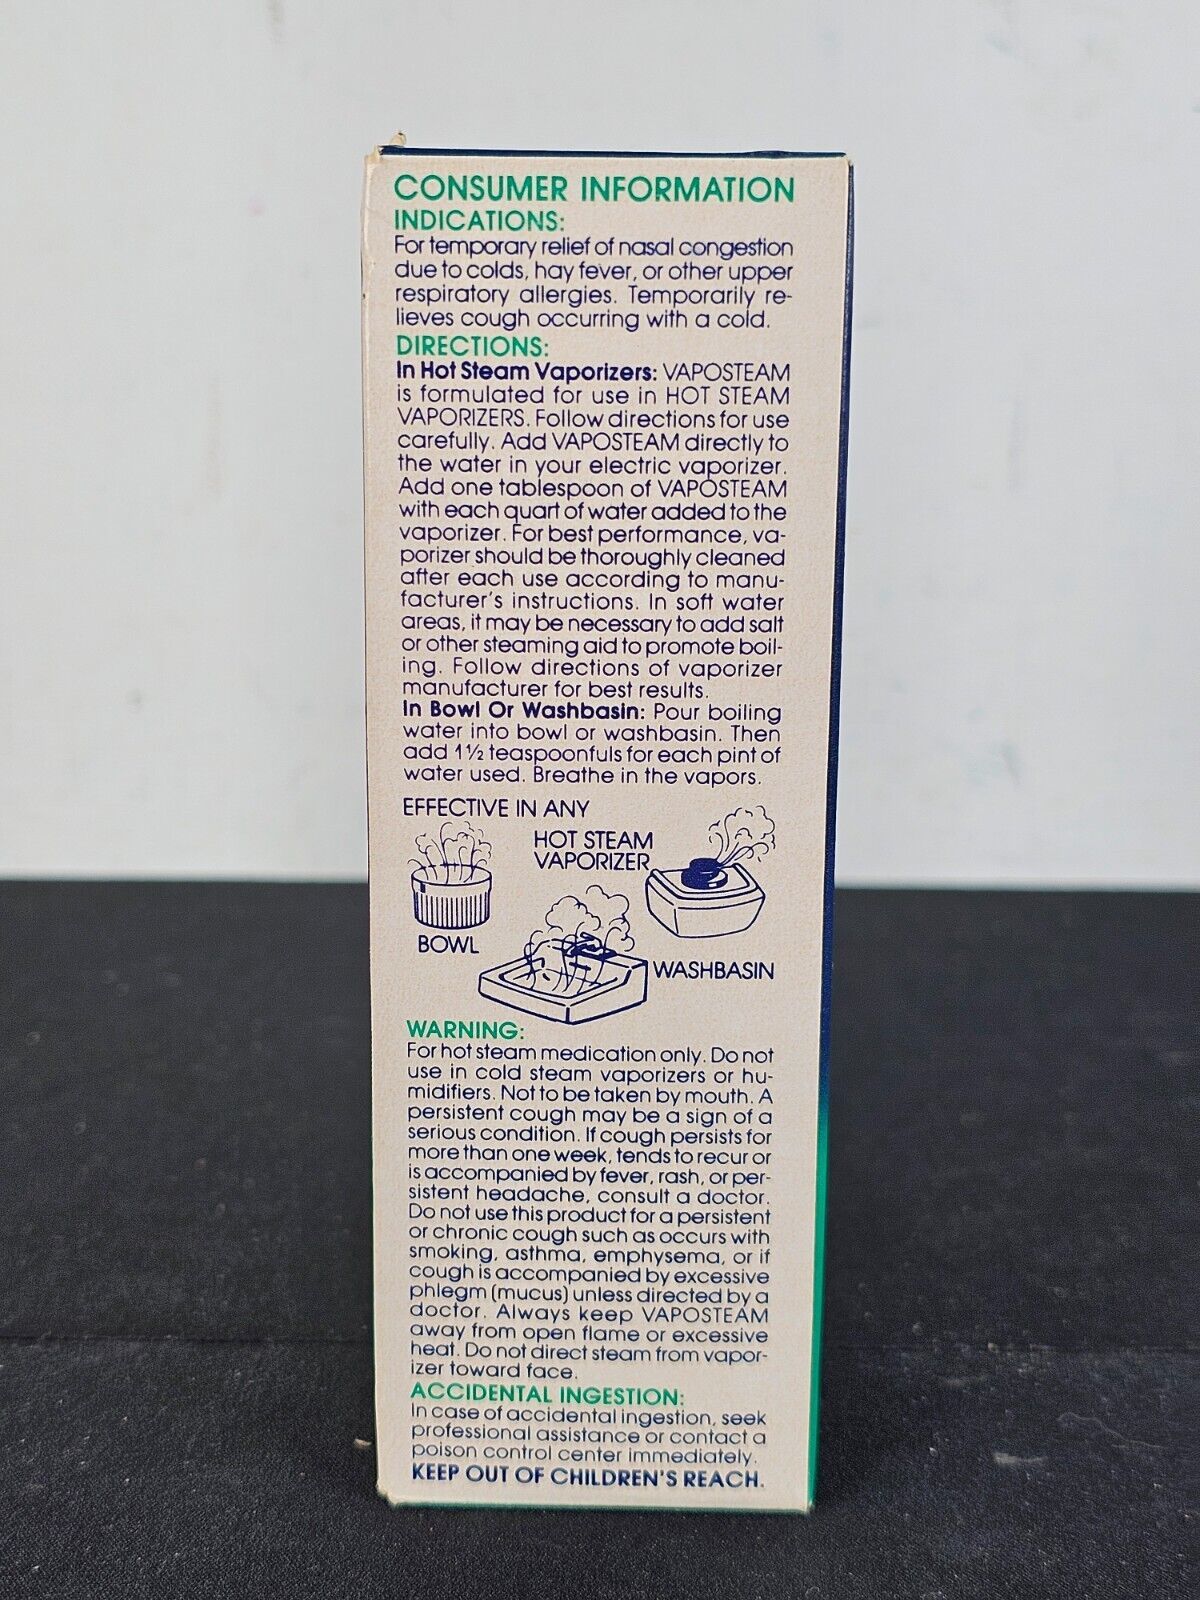 CONSUMER INFORMATION
INDICATIONS:
For temporary relief of nasal congestion
due to colds, hay fever, or other upper
respiratory allergies. Temporarily re-
lieves cough occurring with a cold.
DIRECTIONS:
In Hot Steam Vaporizers: VAPOSTEAM
is formulated for use in HOT STEAM
VAPORIZERS. Follow directions for use
carefully. Add VAPOSTEAM directly to
the water in your electric vaporizer.
Add one tablespoon of VAPOSTEAM
with each quart of water added to the
vaporizer. For best performance, va-
porizer should be thoroughly cleaned
after each use according to manu-
facturer's instructions. In soft water
areas, it may be necessary to add salt
or other steaming aid to promote boil-
ing. Follow directions of vaporizer
manufacturer for best results.
In Bowl Or Washbasin: Pour boiling
water into bowl or washbasin. Then
add 1½ teaspoonfuls for each pint of
water used. Breathe in the vapors.
EFFECTIVE IN ANY
HOT STEAM
VAPORIZER
BOWL
WASHBASIN
WARNING:
For hot steam medication only. Do not
use in cold steam vaporizers or hu-
midifiers. Not to be taken by mouth. A
persistent cough may be a sign of a
serious condition. If cough persists for
more than one week, tends to recur or
is accompanied by fever, rash, or per-
sistent headache, consult a doctor.
Do not use this product for a persistent
or chronic cough such as occurs with
smoking, asthma, emphysema, or if
cough is accompanied by excessive
phlegm (mucus) unless directed by a
doctor. Always keep VAPOSTEAM
away from open flame or excessive
heat. Do not direct steam from vapor-
izer toward face.
ACCIDENTAL INGESTION:
In case of accidental ingestion, seek
professional assistance or contact a
poison control center immediately.
KEEP OUT OF CHILDREN'S REACH.